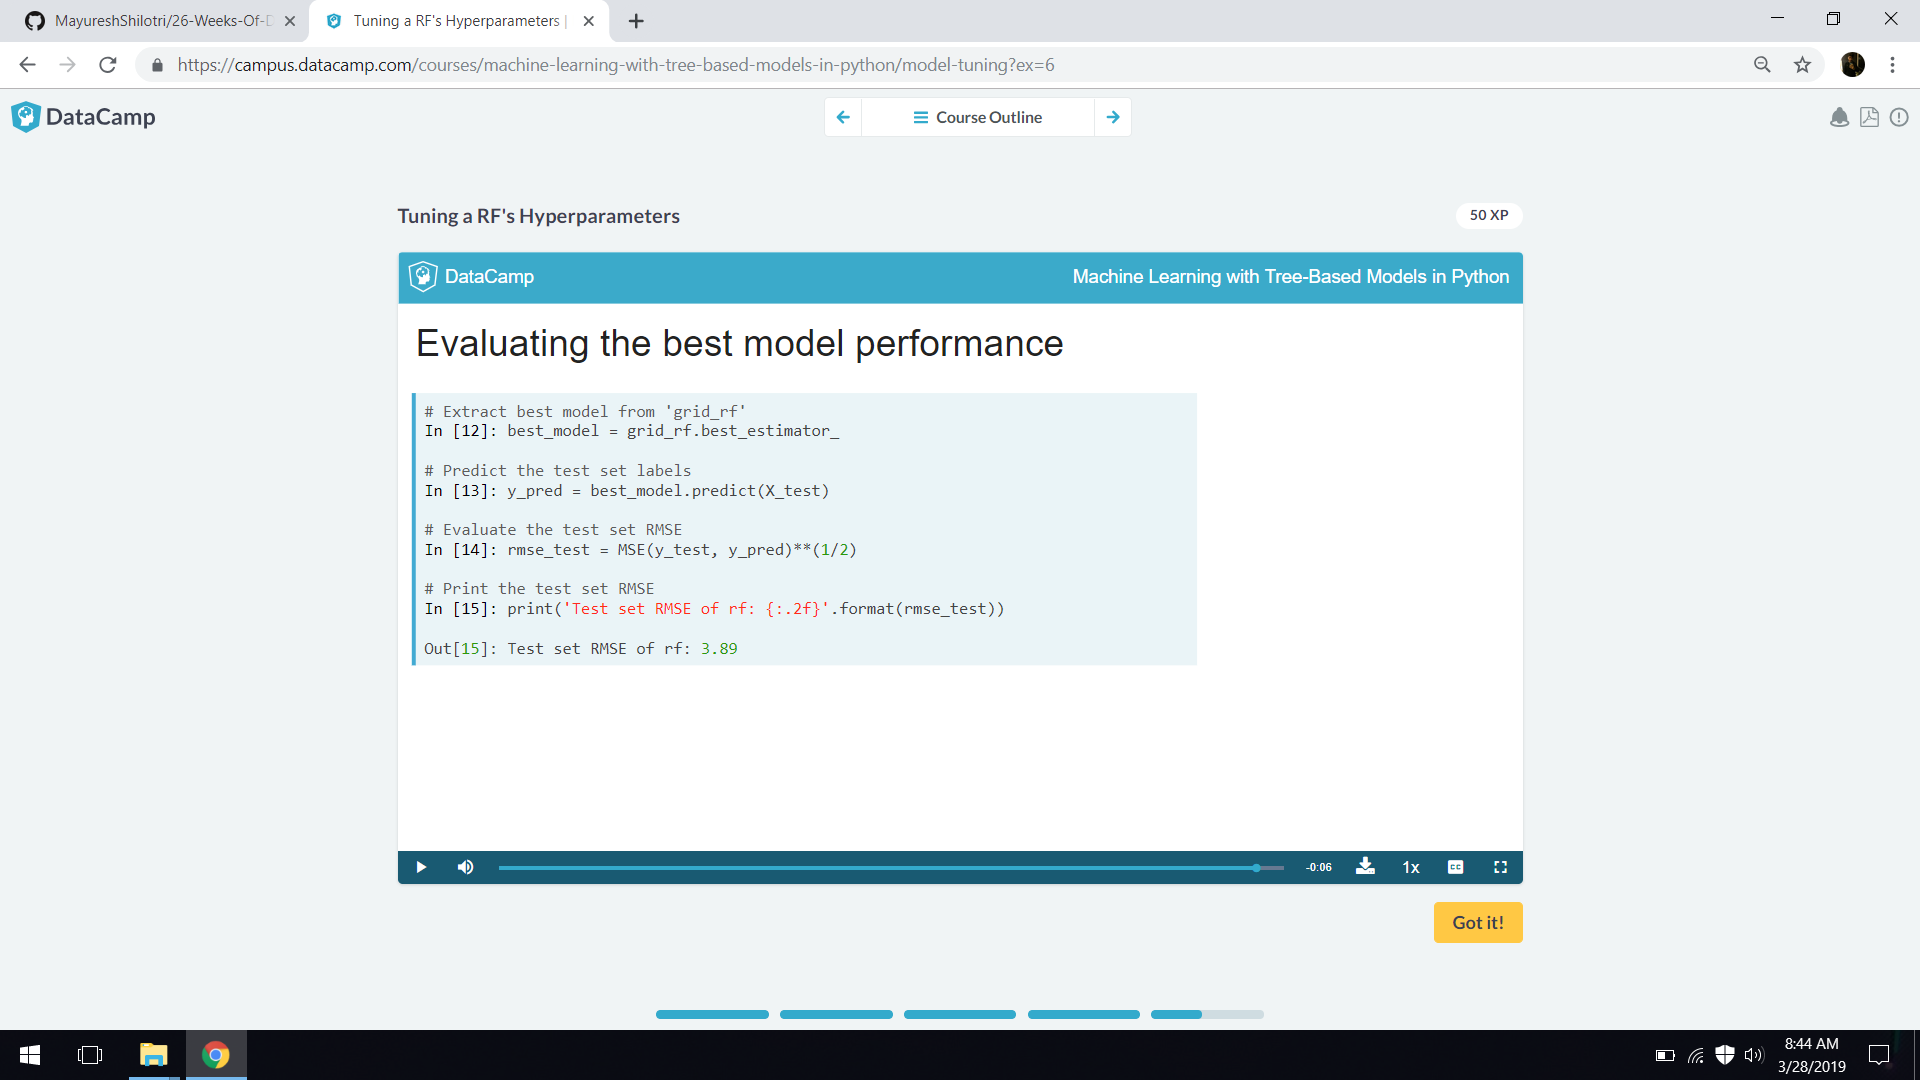 MayureshShilotri/26-Weeks-Of-D
Tuning a RF's Hyperparameters |
https://campus.datacamp.com/courses/machine-learning-with-tree-based-models-in-python/model-tuning?ex=6
DataCamp
Course Outline
Tuning a RF's Hyperparameters
50 XP
DataCamp
Machine Learning with Tree-Based Models in Python
Evaluating the best model performance
# Extract best model from 'grid_rf'
In [12]: best_model = grid_rf.best_estimator_
# Predict the test set labels
In [13]: y_pred = best_model.predict(X_test)
# Evaluate the test set RMSE
In [14]: rmse_test = MSE(y_test, y_pred)**(1/2)
# Print the test set RMSE
In [15]: print('Test set RMSE of rf: {:.2f}'.format(rmse_test))
Out[15]: Test set RMSE of rf: 3.89
-0:06
1x
CC
Got it!
8:44 AM
3/28/2019